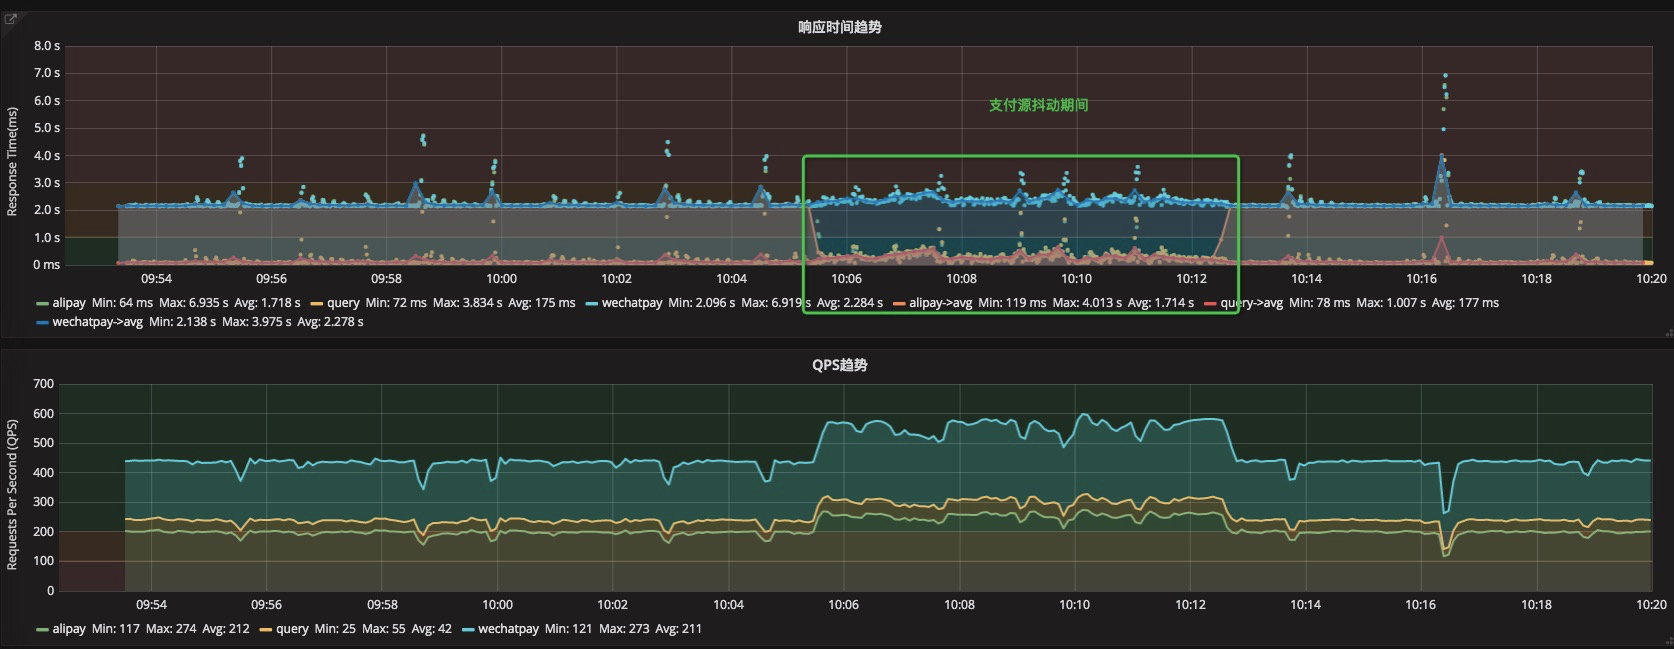 响应时间趋势
8.0 s
7.0 s
6.0 s
5.0 s
4.0 s
3.0 s
2.0 s
1.0 s
0 ms
Response Time(ms)
支付源抖动期间
09:54 09:56 09:58 10:00 10:02 10:04 10:06 10:08 10:10 10:12 10:14 10:16 10:18 10:20
alipay Min: 64 ms Max: 6.935 s Avg: 1.718 s query Min: 72 ms Max: 3.834 s Avg: 175 ms wechatpay Min: 2.096 s Max: 6.919 s Avg: 2.284 s alipay->avg Min: 119 ms Max: 4.013 s Avg: 1.714 s query->avg Min: 78 ms Max: 1.007 s Avg: 177 ms
wechatpay->avg Min: 2.138 s Max: 3.975 s Avg: 2.278 s
QPS趋势
700
600
500
400
300
200
100
0
Requests Per Second (QPS)
09:54 09:56 09:58 10:00 10:02 10:04 10:06 10:08 10:10 10:12 10:14 10:16 10:18 10:20
alipay Min: 117 Max: 274 Avg: 212 query Min: 25 Max: 55 Avg: 42 wechatpay Min: 121 Max: 273 Avg: 211